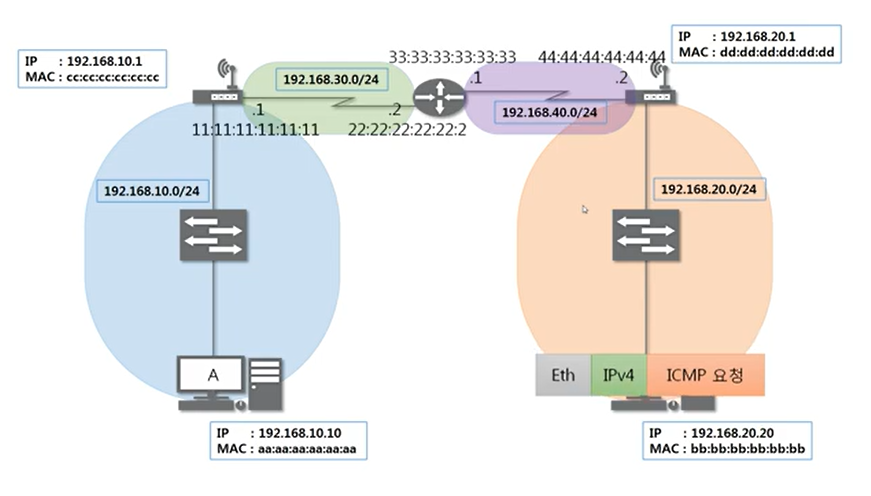 IP : 192.168.10.1
MAC : cc:cc:cc:cc:cc:cc
192.168.30.0/24
33:33:33:33:33:33
44:44:44:44:44:44
IP : 192.168.20.1
MAC : dd:dd:dd:dd:dd:dd
.1
.2
.1
.2
192.168.40.0/24
11:11:11:11:11:11
22:22:22:22:22:2
192.168.10.0/24
192.168.20.0/24
A
Eth
IPv4
ICMP 요청
IP : 192.168.10.10
MAC : aa:aa:aa:aa:aa:aa
IP : 192.168.20.20
MAC : bb:bb:bb:bb:bb:bb